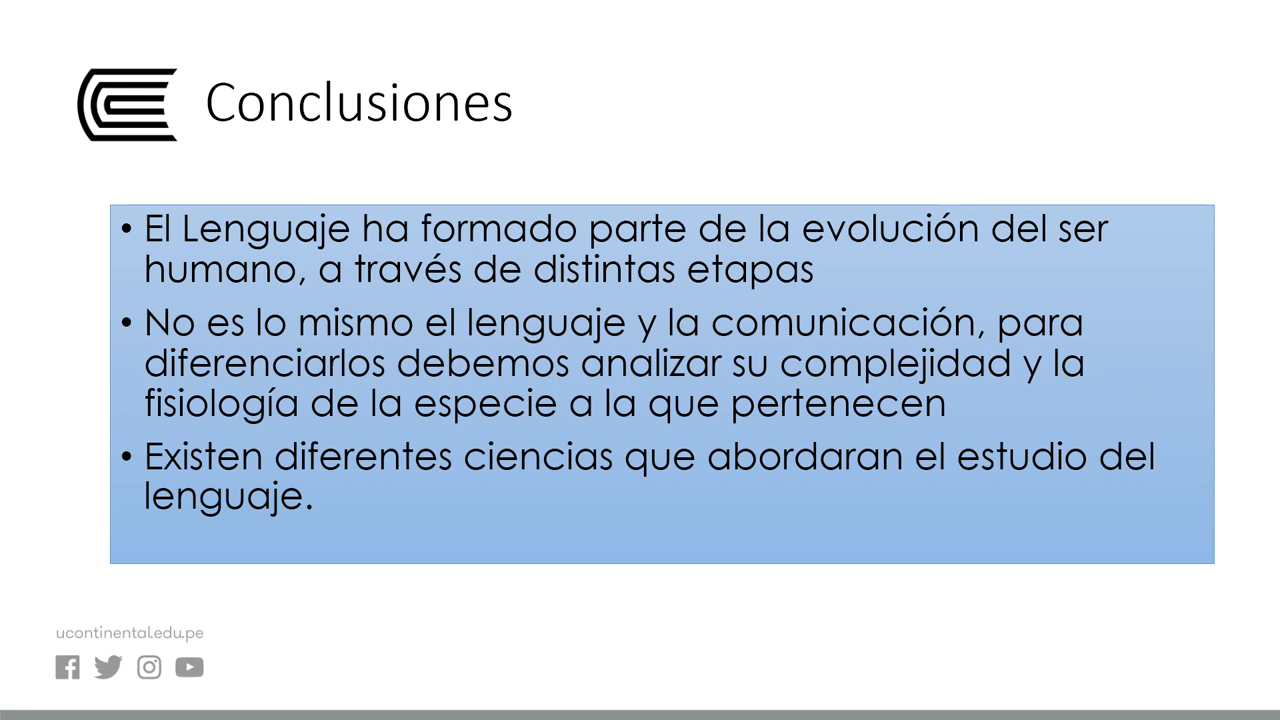 Conclusiones
• El Lenguaje ha formado parte de la evolución del ser
humano, a través de distintas etapas
• No es lo mismo el lenguaje y la comunicación, para
diferenciarlos debemos analizar su complejidad y la
fisiología de la especie a la que pertenecen
• Existen diferentes ciencias que abordaran el estudio del
lenguaje.
ucontinental.edu.pe